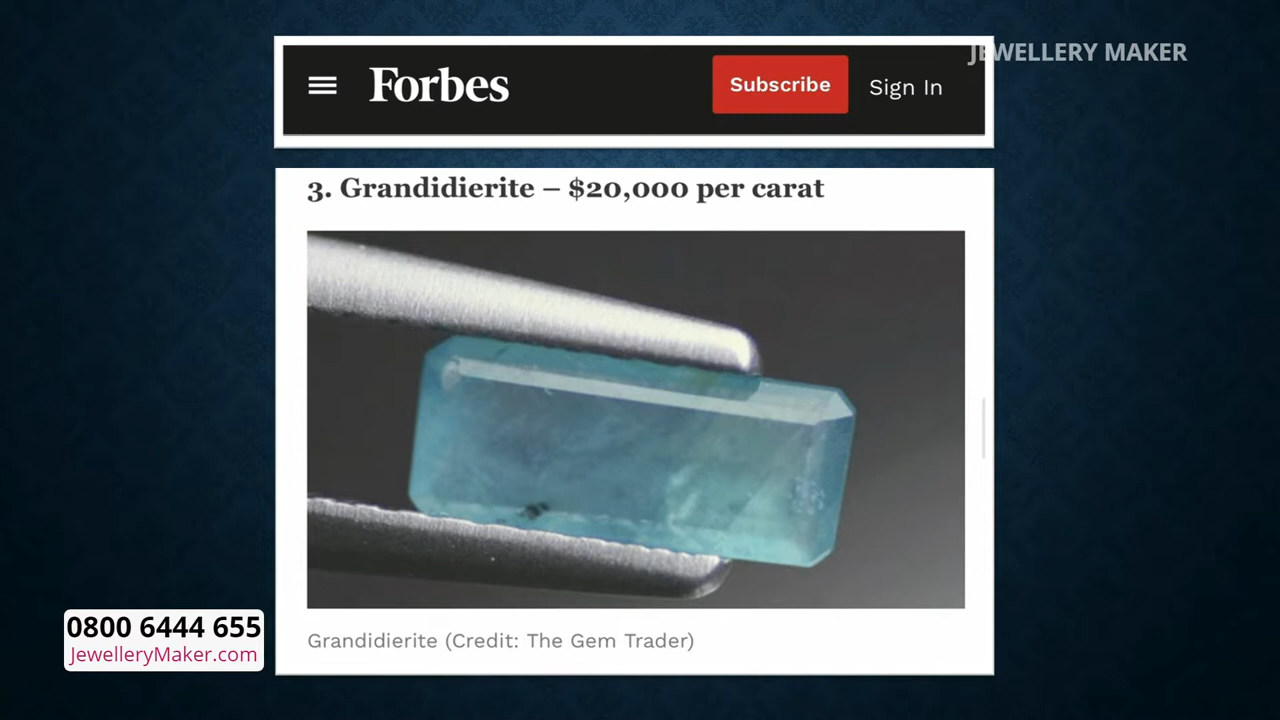 JEWELLERY MAKER
Forbes
Subscribe
Sign In
3. Grandidierite – $20,000 per carat
Grandidierite (Credit: The Gem Trader)
0800 6444 655
JewelleryMaker.com